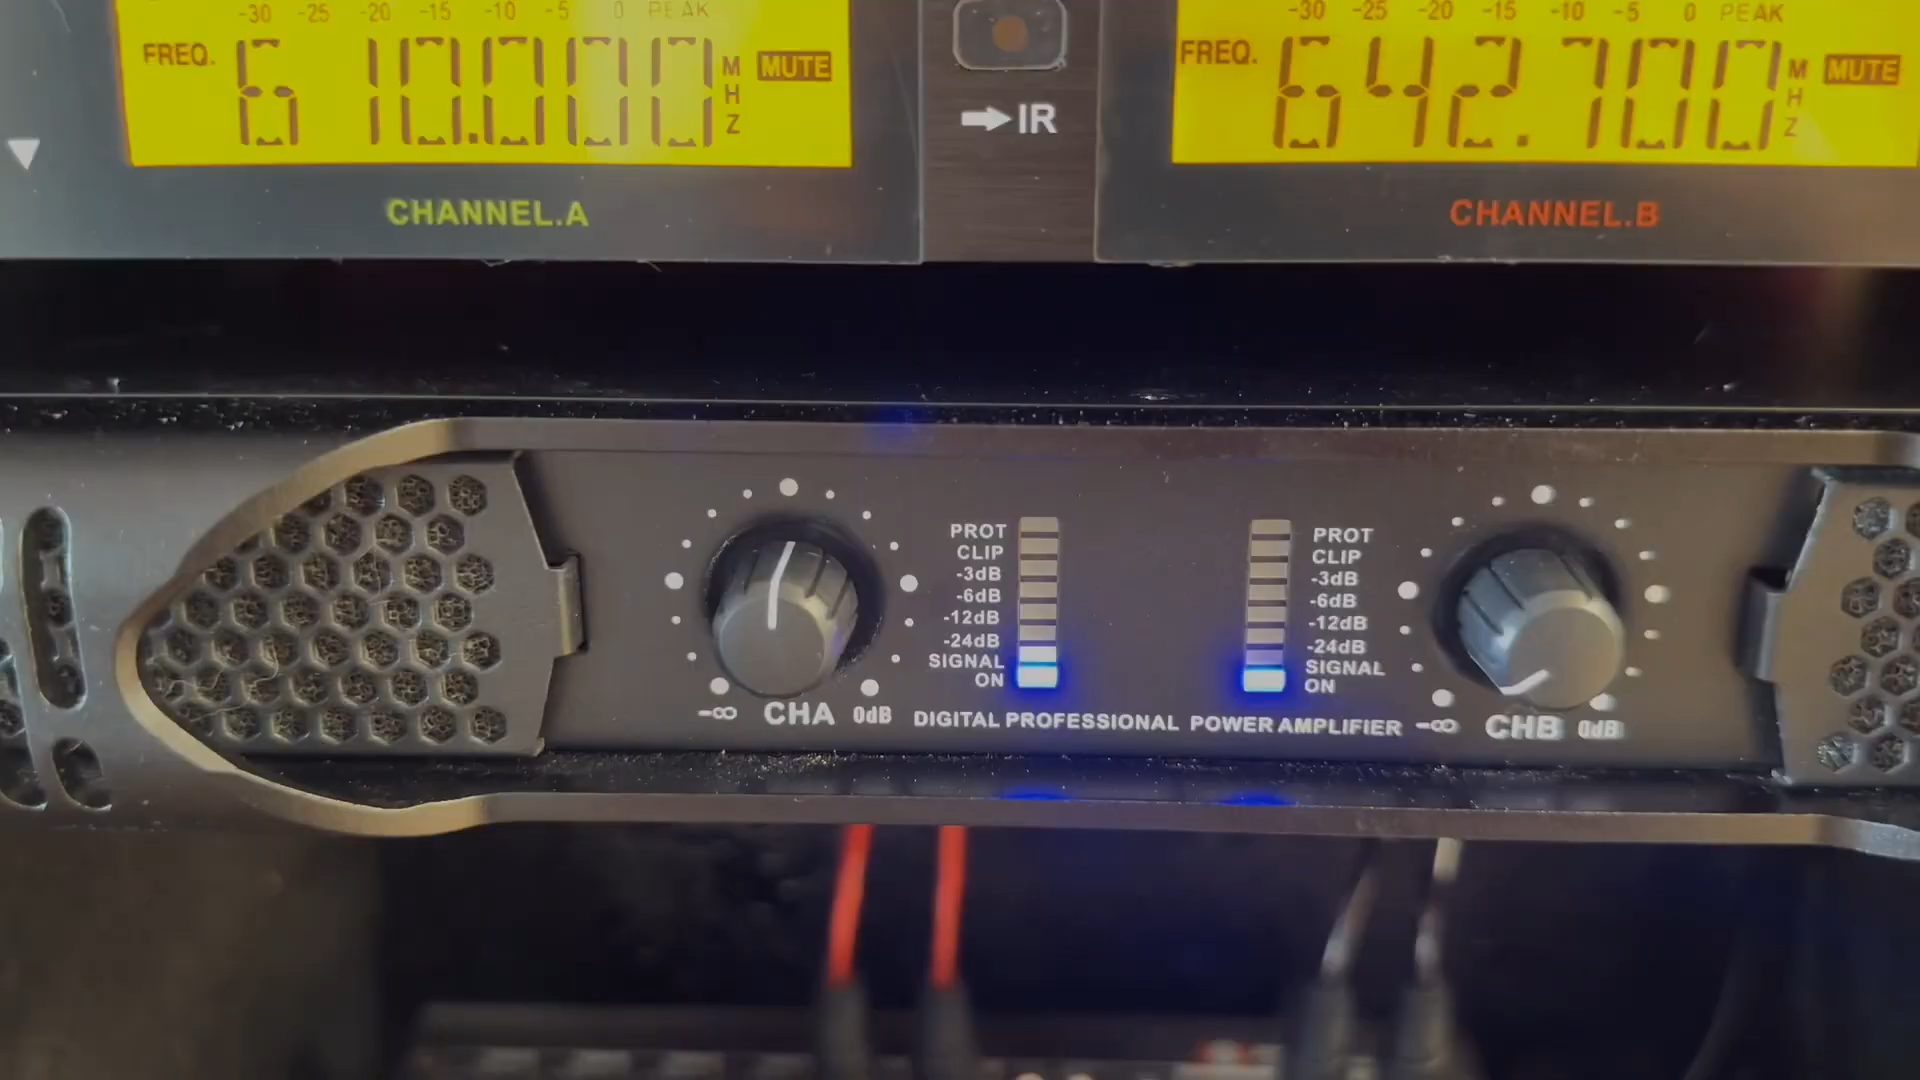 -30 -25 -20 -15 -10 -5 0 PEAK
FREQ. 610.000 MHZ MUTE
CHANNEL.A
IR
-30 -25 -20 -15 -10 -5 0 PEAK
FREQ. 642.700 MHZ MUTE
CHANNEL.B
-∞ CHA 0dB
PROT
CLIP
-3dB
-6dB
-12dB
-24dB
SIGNAL
ON
PROT
CLIP
-3dB
-6dB
-12dB
-24dB
SIGNAL
ON
DIGITAL PROFESSIONAL POWER AMPLIFIER
-∞ CHB 0dB